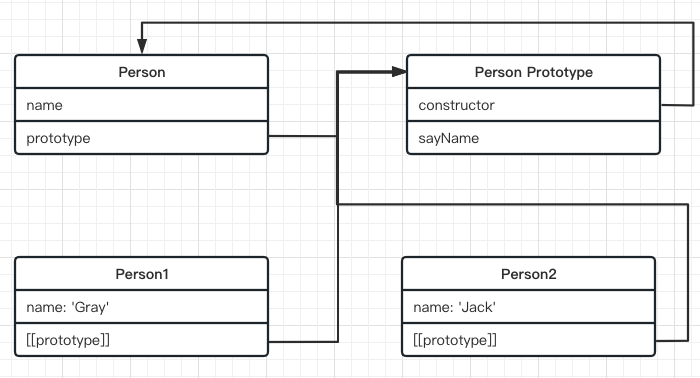 Person
name
prototype
Person Prototype
constructor
sayName
Person1
name: 'Gray'
[[prototype]]
Person2
name: 'Jack'
[[prototype]]